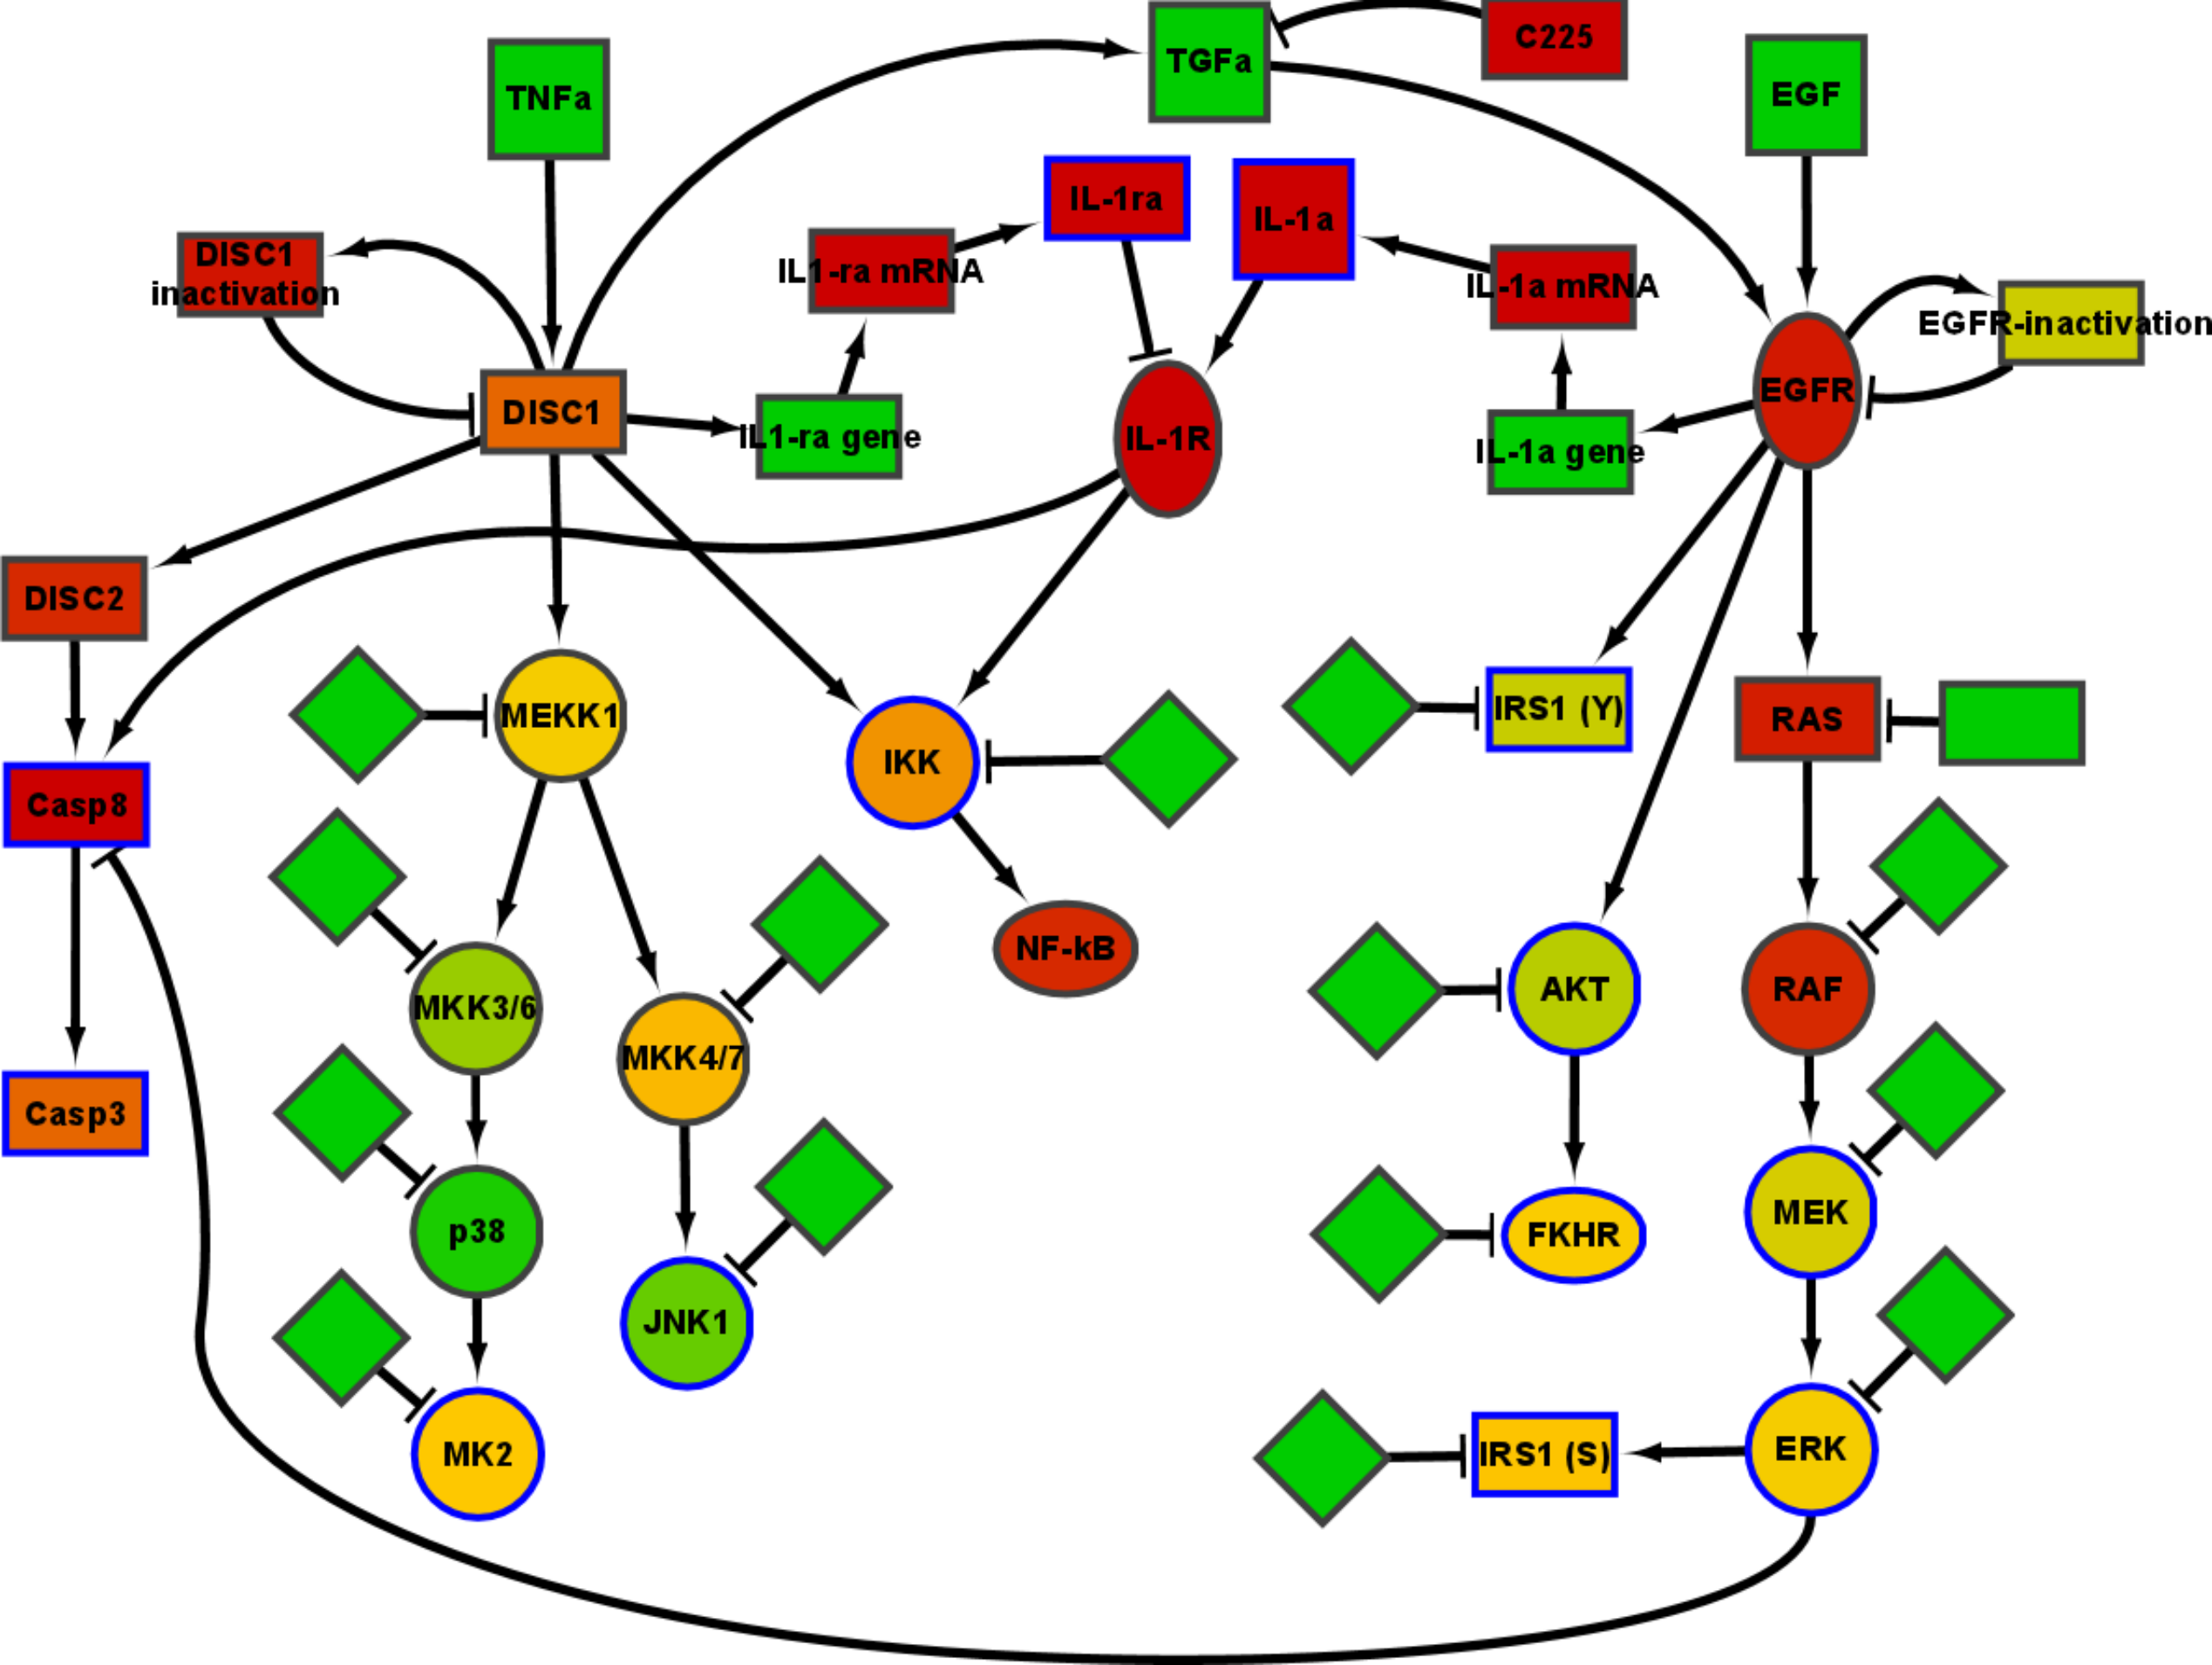 C225
TGFa
EGF
TNFa
IL-1ra
IL-1a
DISC1
inactivation
IL1-ra mRNA
IL-1a mRNA
EGFR-inactivation
EGFR
DISC1
IL1-ra gene
IL-1R
IL-1a gene
DISC2
MEKK1
IRS1 (Y)
RAS
IKK
Casp8
NF-kB
AKT
RAF
MKK3/6
MKK4/7
Casp3
MEK
p38
FKHR
JNK1
MK2
IRS1 (S)
ERK